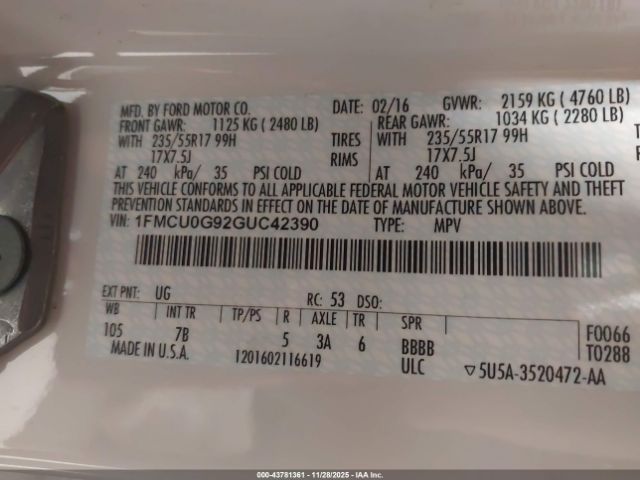 MFD. BY FORD MOTOR CO. DATE: 02/16 GVWR: 2159 KG ( 4760 LB)
FRONT GAWR: 1125 KG ( 2480 LB) REAR GAWR: 1034 KG ( 2280 LB)
WITH 235/55R17 99H TIRES WITH 235/55R17 99H
17X7.5J RIMS 17X7.5J
AT 240 kPa/ 35 PSI COLD AT 240 kPa/ 35 PSI COLD
THIS VEHICLE CONFORMS TO ALL APPLICABLE FEDERAL MOTOR VEHICLE SAFETY AND THEFT
PREVENTION STANDARDS IN EFFECT ON THE DATE OF MANUFACTURE SHOWN ABOVE.
VIN: 1FMCU0G92GUC42390 TYPE: MPV
EXT PNT: UG RC: 53 DSO:
WB INT TR TP/PS R AXLE TR SPR F0066
105 7B 5 3A 6 BBBB T0288
MADE IN U.S.A. 1201602116619 ULC ▽5U5A-3520472-AA
000-43781361 | 11/28/2025 | IAA Inc.